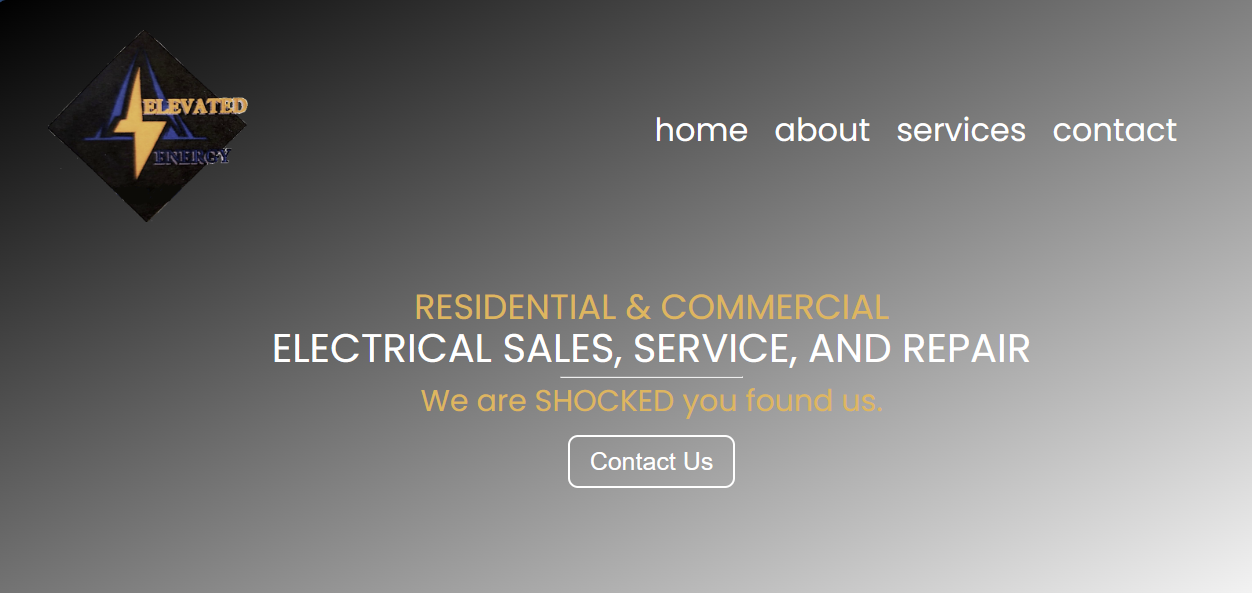 ELEVATED
ENERGY
home about services contact
RESIDENTIAL & COMMERCIAL
ELECTRICAL SALES, SERVICE, AND REPAIR
We are SHOCKED you found us.
Contact Us